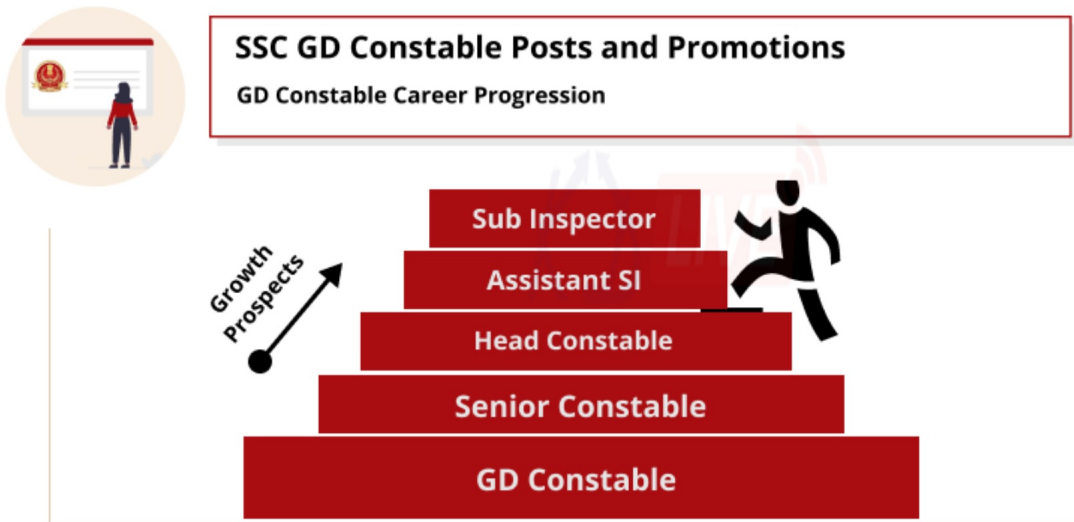 SSC GD Constable Posts and Promotions
GD Constable Career Progression
Growth
Prospects
Sub Inspector
Assistant SI
Head Constable
Senior Constable
GD Constable